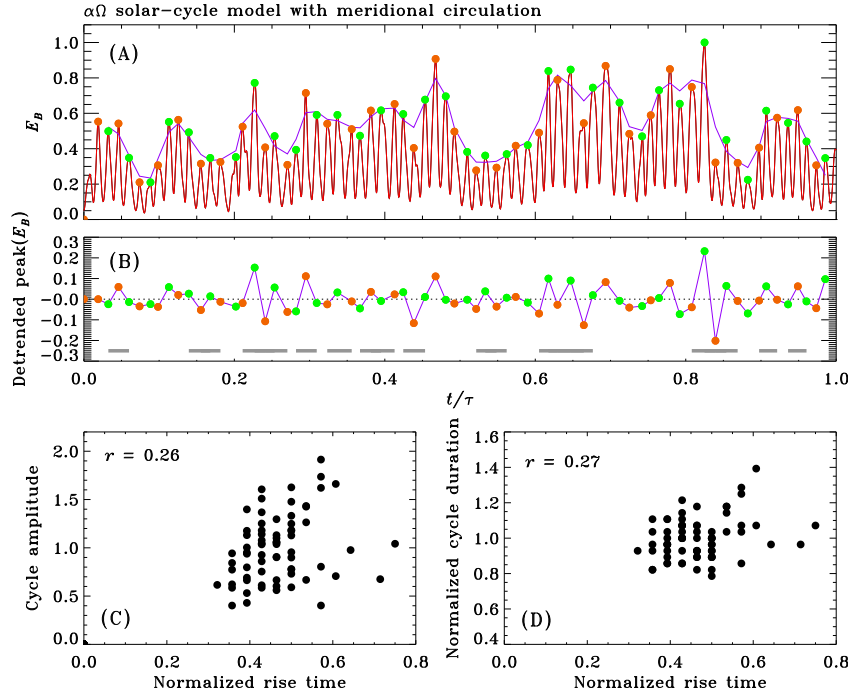 αΩ solar-cycle model with meridional circulation
(A)
E_B
1.0
0.8
0.6
0.4
0.2
0.0
(B)
Detrended peak(E_B)
0.3
0.2
0.1
-0.0
-0.1
-0.2
-0.3
0.0 0.2 0.4 0.6 0.8 1.0
t/τ
r = 0.26
(C)
Cycle amplitude
2.0
1.5
1.0
0.5
0.0
0.0 0.2 0.4 0.6 0.8
Normalized rise time
r = 0.27
(D)
Normalized cycle duration
1.6
1.4
1.2
1.0
0.8
0.6
0.4
0.0 0.2 0.4 0.6 0.8
Normalized rise time